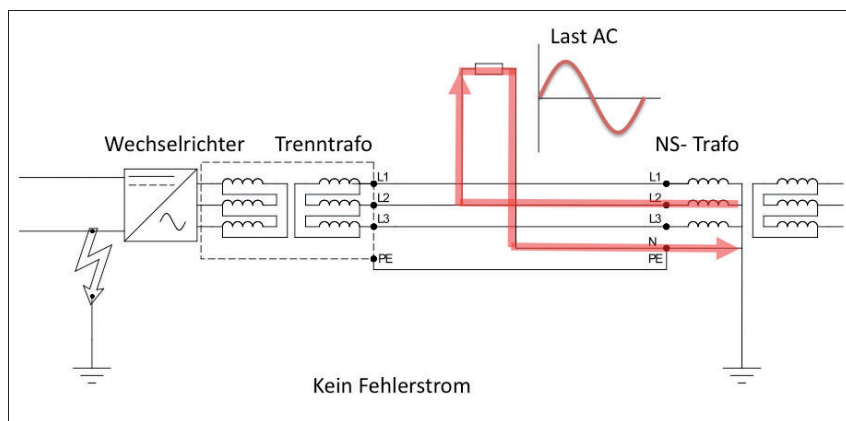 Last AC
Wechselrichter
Trenntrafo
NS- Trafo
L1
L1
L2
L2
L3
L3
N
PE
PE
Kein Fehlerstrom